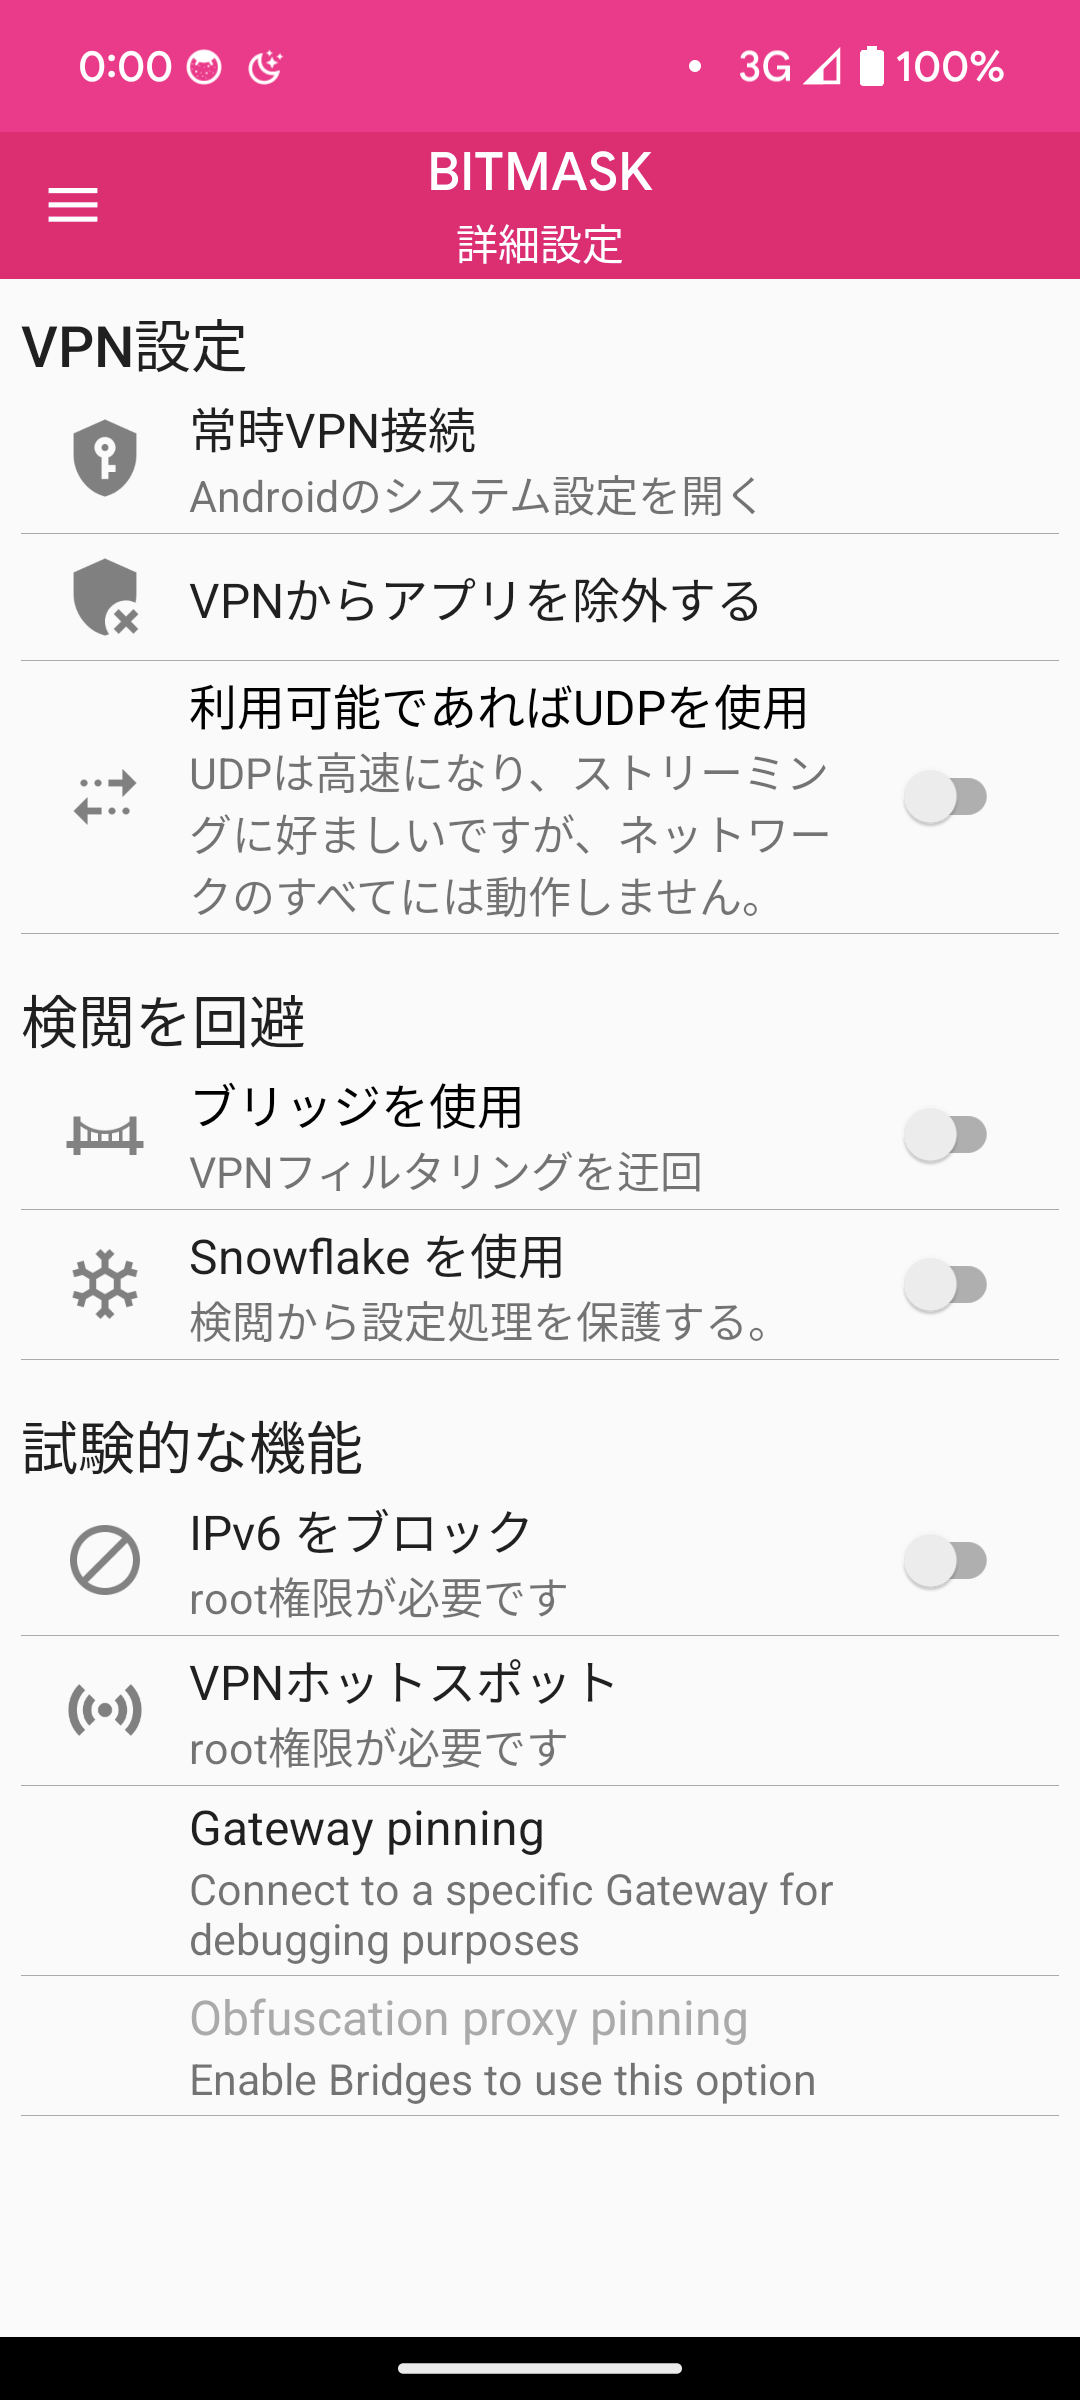 0:00
3G 100%
BITMASK
詳細設定
VPN設定
常時VPN接続
Androidのシステム設定を開く
VPNからアプリを除外する
利用可能であればUDPを使用
UDPは高速になり、ストリーミン
グに好ましいですが、ネットワー
クのすべてには動作しません。
検閲を回避
ブリッジを使用
VPNフィルタリングを迂回
Snowflake を使用
検閲から設定処理を保護する。
試験的な機能
IPv6 をブロック
root権限が必要です
VPNホットスポット
root権限が必要です
Gateway pinning
Connect to a specific Gateway for
debugging purposes
Obfuscation proxy pinning
Enable Bridges to use this option